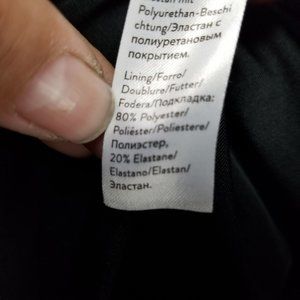 Polyurethan-Beschi
chtung/Эластан с
полиуретановым
покрытием.
Lining/Forro/
Doublure/Futter/
Fodera/Подкладка:
80% Polyester/
Poliéster/Poliestere/
Полиэстер,
20% Elastane/
Elastano/Elastan/
Эластан.